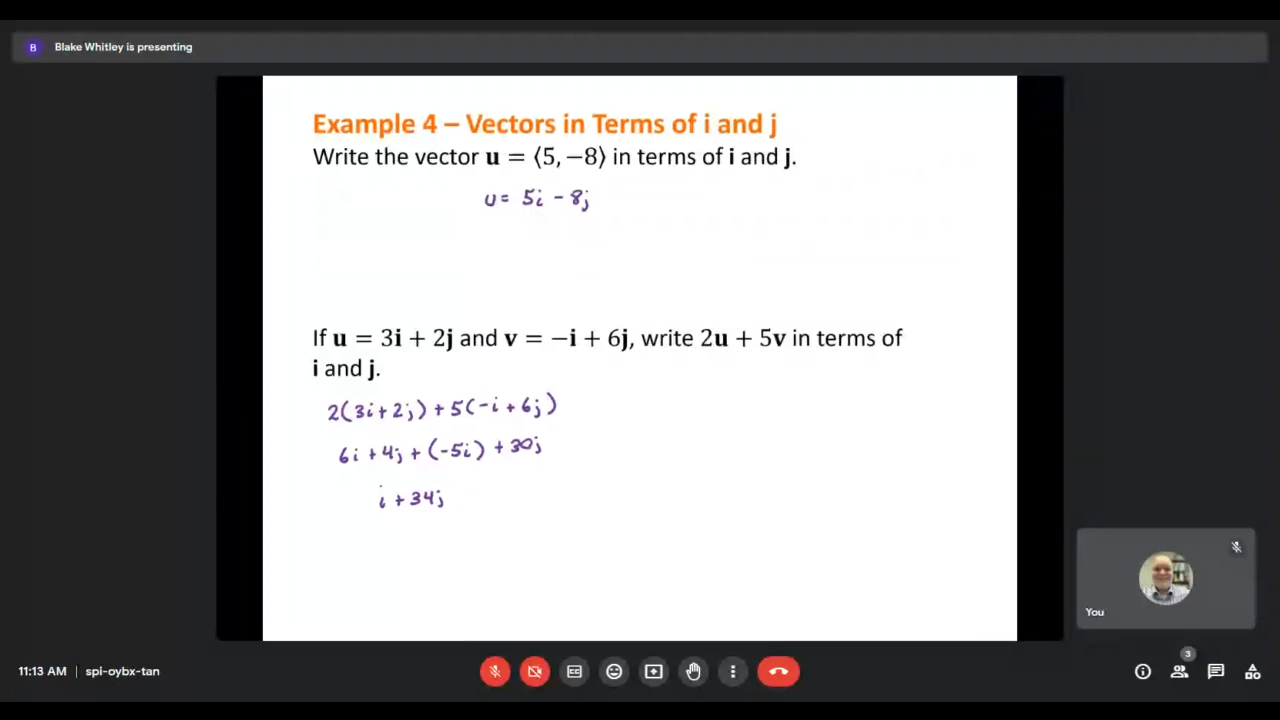 B Blake Whitley is presenting
Example 4 – Vectors in Terms of i and j
Write the vector u = ⟨5, −8⟩ in terms of i and j.
u = 5i - 8j
If u = 3i + 2j and v = −i + 6j, write 2u + 5v in terms of
i and j.
2(3i + 2j) + 5(-i + 6j)
6i + 4j + (-5i) + 30j
i + 34j
You
11:13 AM | spi-oybx-tan
3